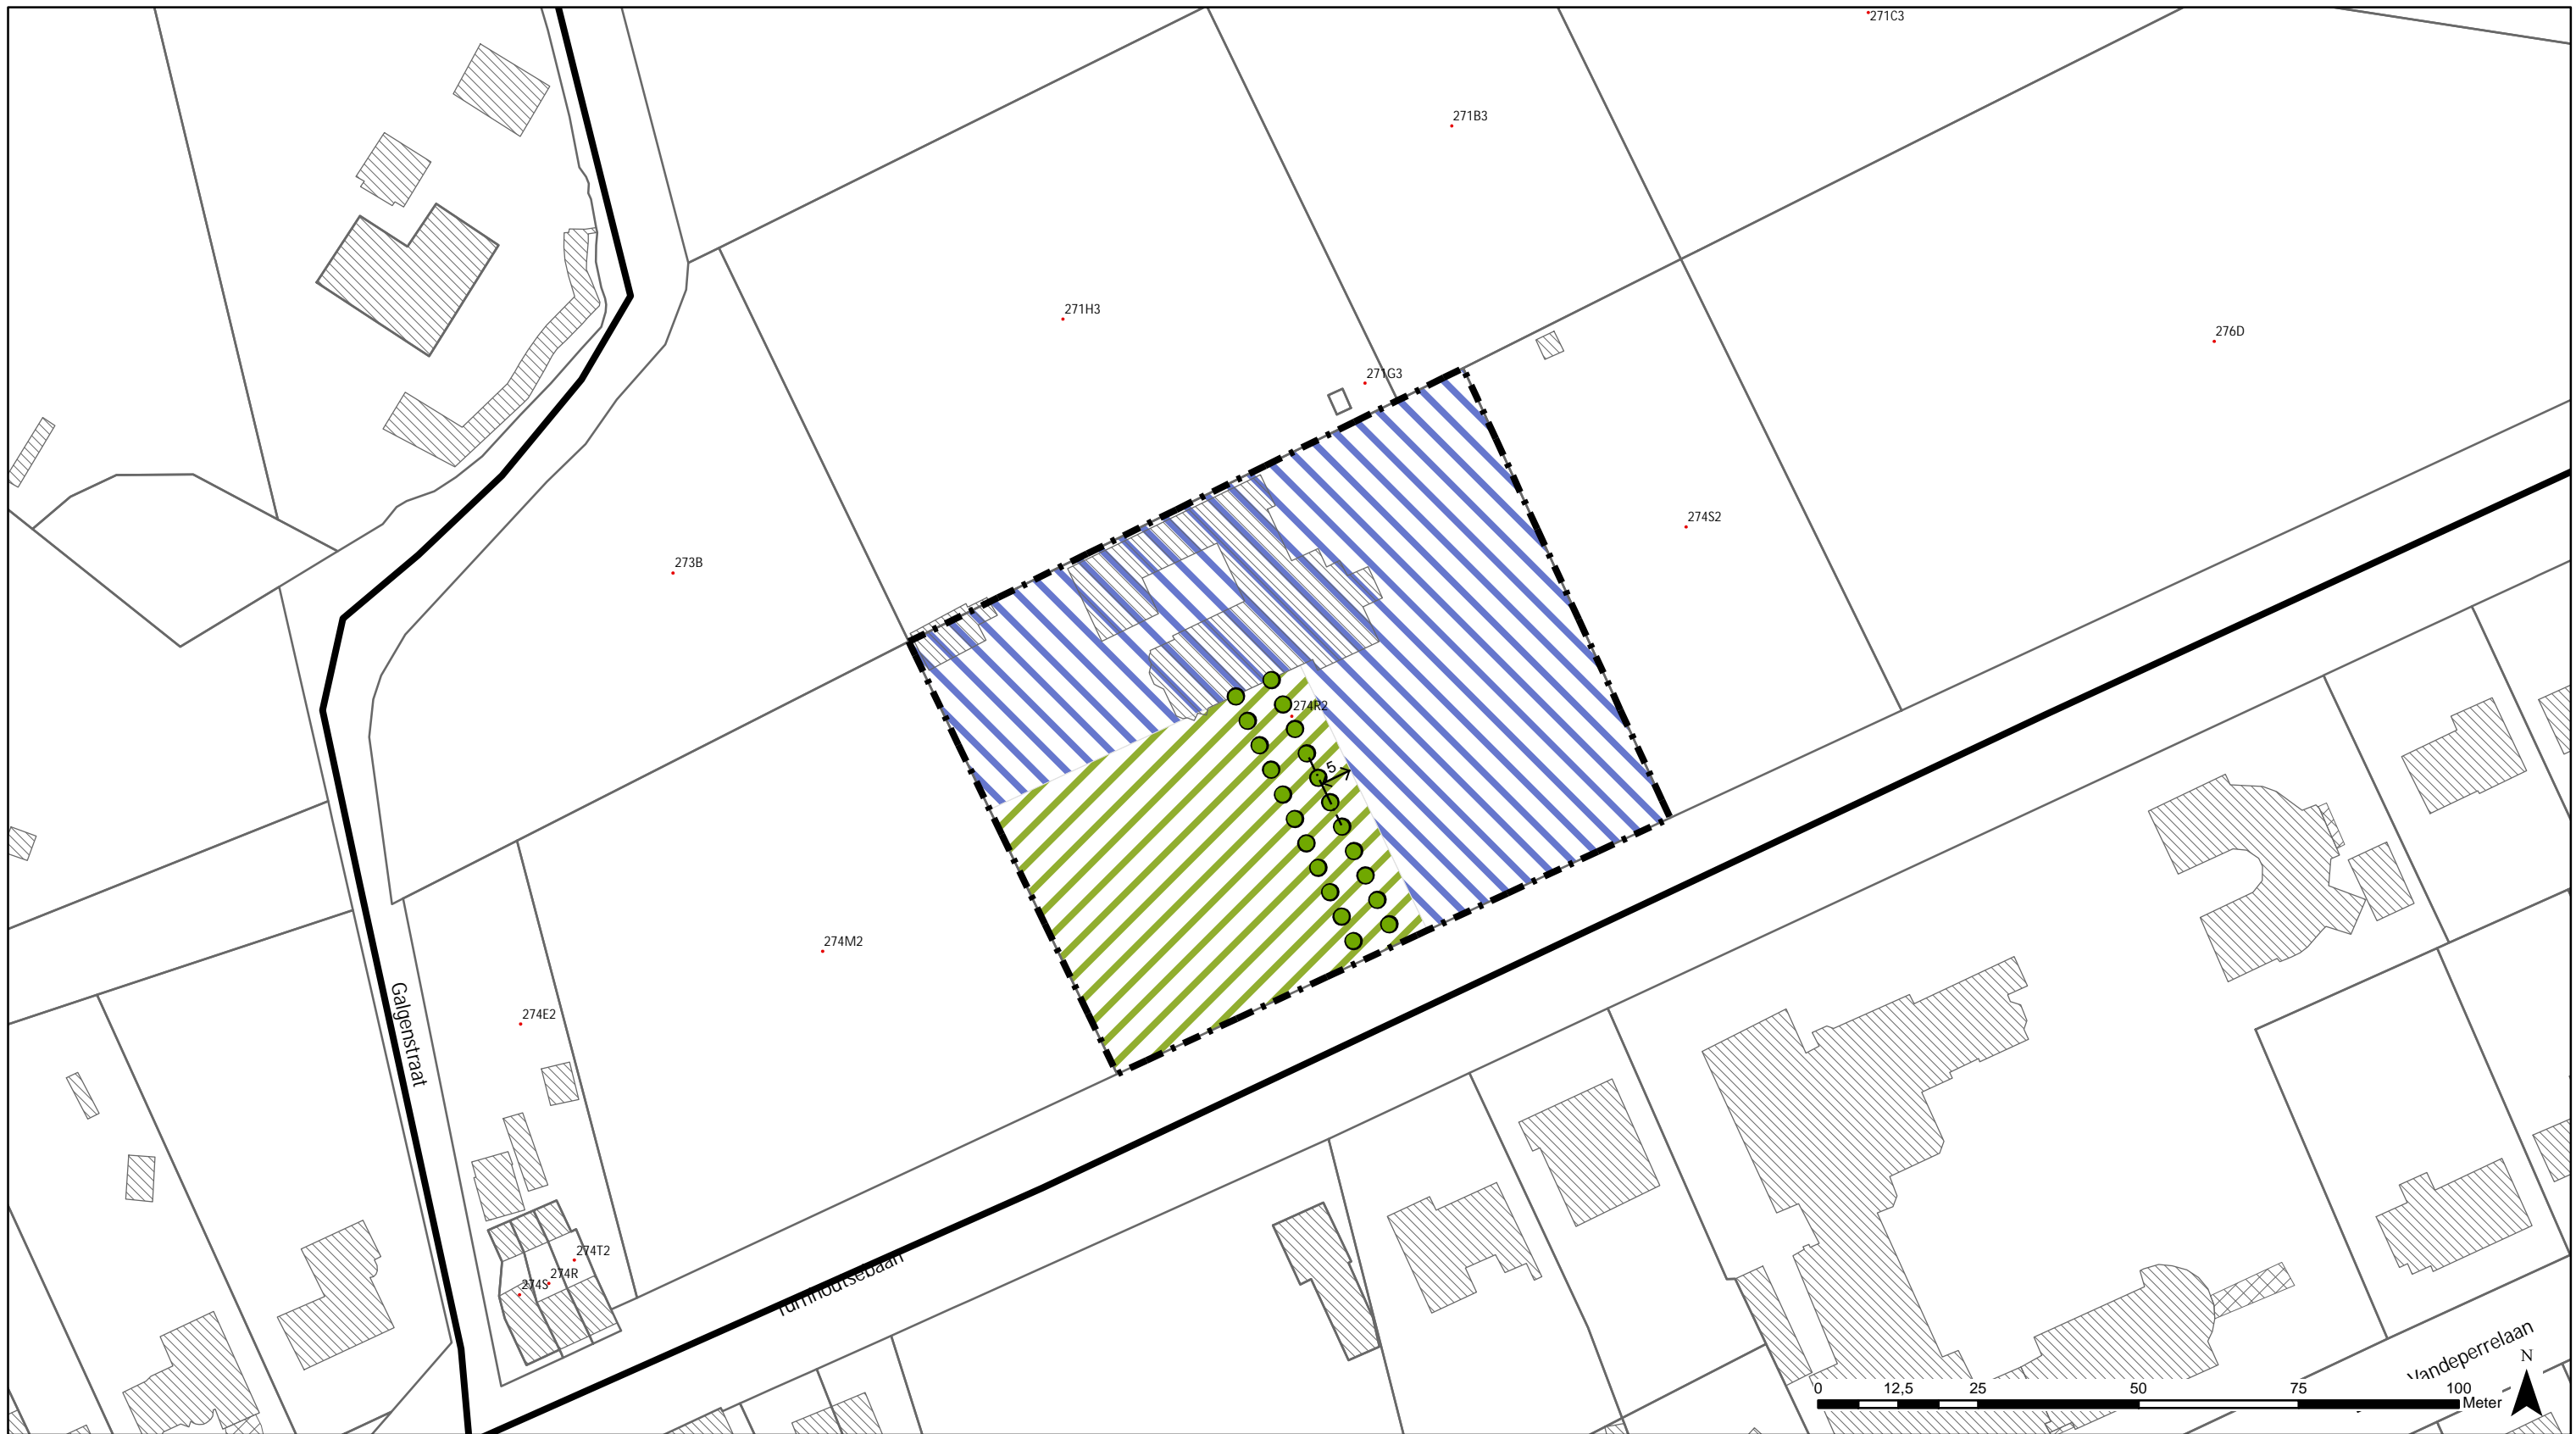 271C3
271B3
271H3
276D
271G3
274S2
273B
274R2
5
274M2
Galgenstraat
274E2
274T2
274R
274S
Turnhoutsebaan
Vandeperrelaan
N
0 12,5 25 50 75 100
Meter